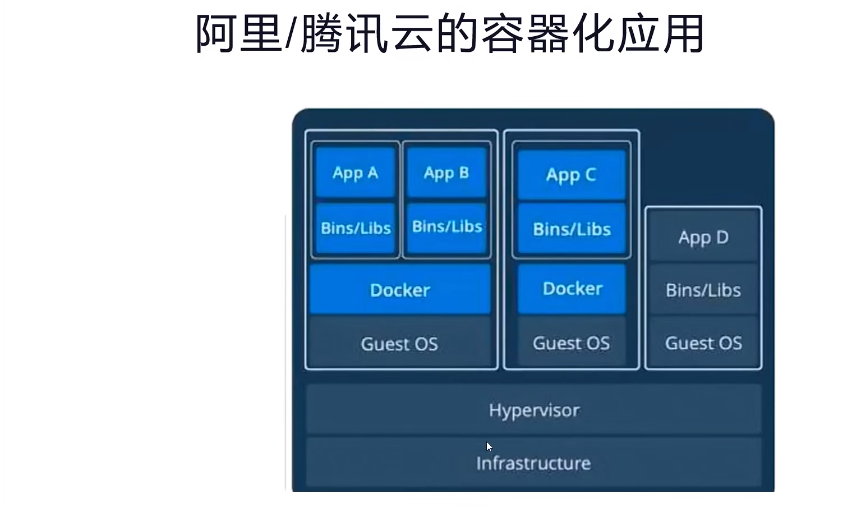 阿里/腾讯云的容器化应用
App A
App B
App C
Bins/Libs
Bins/Libs
Bins/Libs
App D
Docker
Docker
Bins/Libs
Guest OS
Guest OS
Guest OS
Hypervisor
Infrastructure